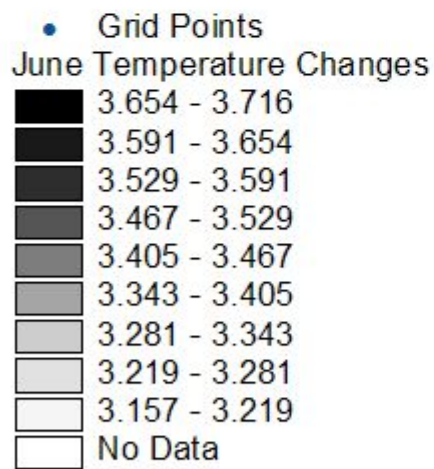 Grid Points
June Temperature Changes
3.654 - 3.716
3.591 - 3.654
3.529 - 3.591
3.467 - 3.529
3.405 - 3.467
3.343 - 3.405
3.281 - 3.343
3.219 - 3.281
3.157 - 3.219
No Data